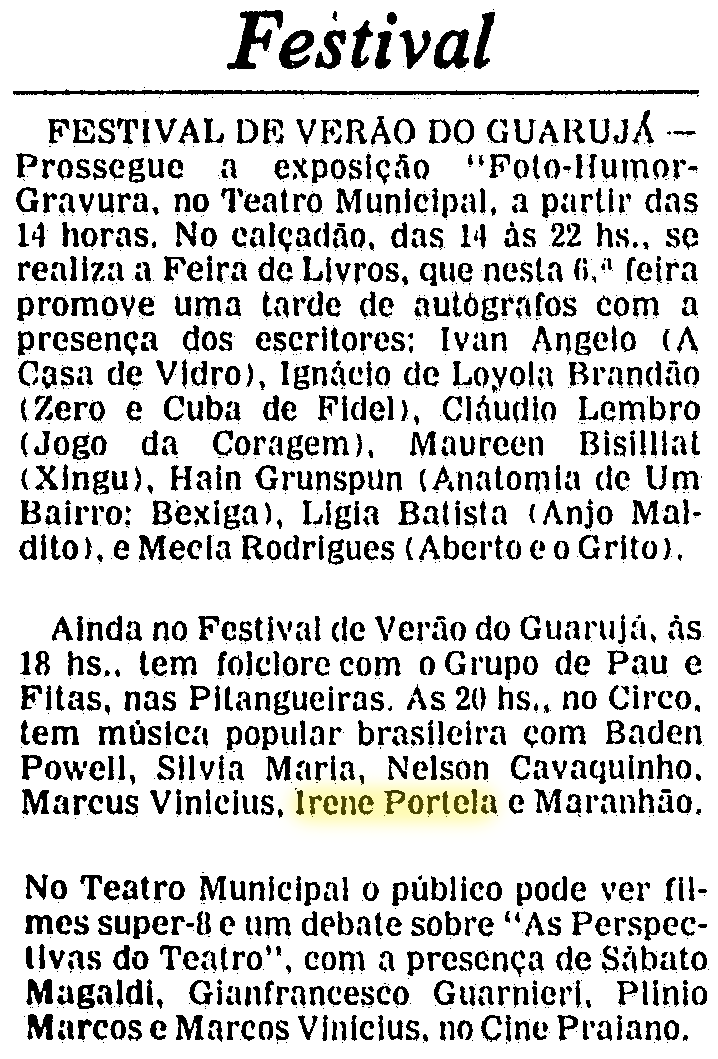 Festival
FESTIVAL DE VERÃO DO GUARUJÁ —
Prossegue a exposição "Foto-Humor-
Gravura, no Teatro Municipal, a partir das
14 horas. No calçadão, das 14 às 22 hs., se
realiza a Feira de Livros, que nesta 6.ª feira
promove uma tarde de autógrafos com a
presença dos escritores: Ivan Angelo (A
Casa de Vidro), Ignácio de Loyola Brandão
(Zero e Cuba de Fidel), Cláudio Lembro
(Jogo da Coragem), Maureen Bisilliat
(Xingu), Hain Grunspun (Anatomia de Um
Bairro: Bexiga), Ligia Batista (Anjo Mal-
dito), e Mecia Rodrigues (Aberto e o Grito).
Ainda no Festival de Verão do Guarujá, às
18 hs., tem folclore com o Grupo de Pau e
Fitas, nas Pitangueiras. As 20 hs., no Circo,
tem música popular brasileira com Baden
Powell, Silvia Maria, Nelson Cavaquinho,
Marcus Vinicius, Irene Portela e Maranhão.
No Teatro Municipal o público pode ver fil-
mes super-8 e um debate sobre "As Perspec-
tivas do Teatro", com a presença de Sábato
Magaldi, Gianfrancesco Guarnieri, Plinio
Marcos e Marcos Vinicius, no Cine Praiano.